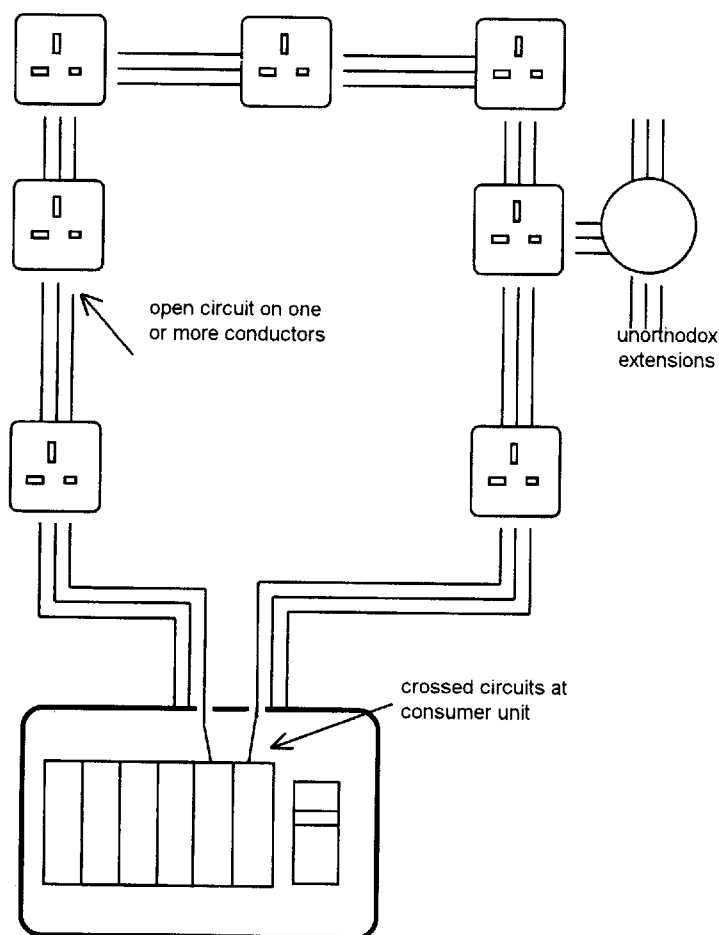 open circuit on one
or more conductors
unorthodox
extensions
crossed circuits at
consumer unit